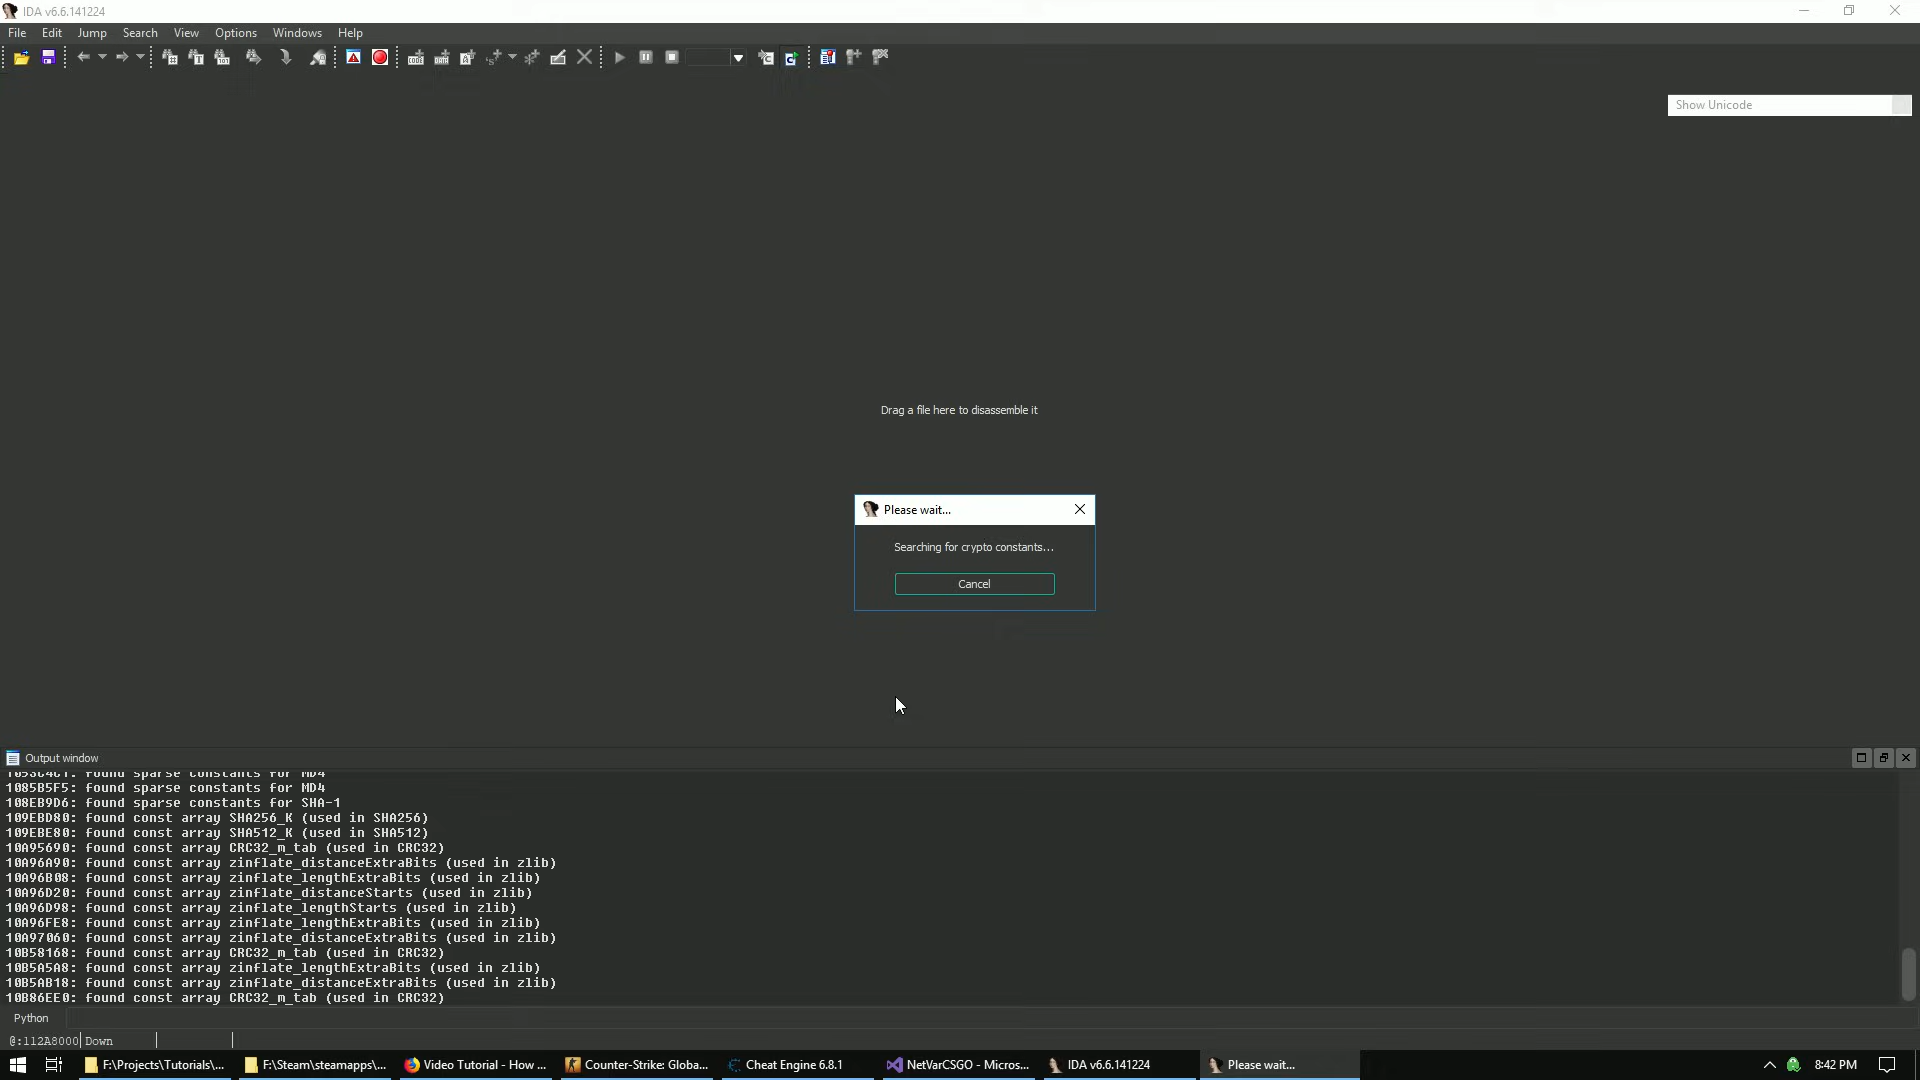 IDA v6.6.141224
File Edit Jump Search View Options Windows Help
Show Unicode
Drag a file here to disassemble it
Please wait...
Searching for crypto constants...
Cancel
Output window
1053C4C1: found sparse constants for MD4
1085B5F5: found sparse constants for MD4
108EB9D6: found sparse constants for SHA-1
109EBD80: found const array SHA256_K (used in SHA256)
109EBE80: found const array SHA512_K (used in SHA512)
10A95690: found const array CRC32_m_tab (used in CRC32)
10A96A90: found const array zinflate_distanceExtraBits (used in zlib)
10A96B08: found const array zinflate_lengthExtraBits (used in zlib)
10A96D20: found const array zinflate_distanceStarts (used in zlib)
10A96D98: found const array zinflate_lengthStarts (used in zlib)
10A96FE8: found const array zinflate_lengthExtraBits (used in zlib)
10A97060: found const array zinflate_distanceExtraBits (used in zlib)
10B58168: found const array CRC32_m_tab (used in CRC32)
10B5A5A8: found const array zinflate_lengthExtraBits (used in zlib)
10B5AB18: found const array zinflate_distanceExtraBits (used in zlib)
10B86EE0: found const array CRC32_m_tab (used in CRC32)
Python
@:112A8000 Down
F:\Projects\Tutorials\... F:\Steam\steamapps\... Video Tutorial - How ... Counter-Strike: Globa... Cheat Engine 6.8.1 NetVarCSGO - Micros... IDA v6.6.141224 Please wait... 8:42 PM